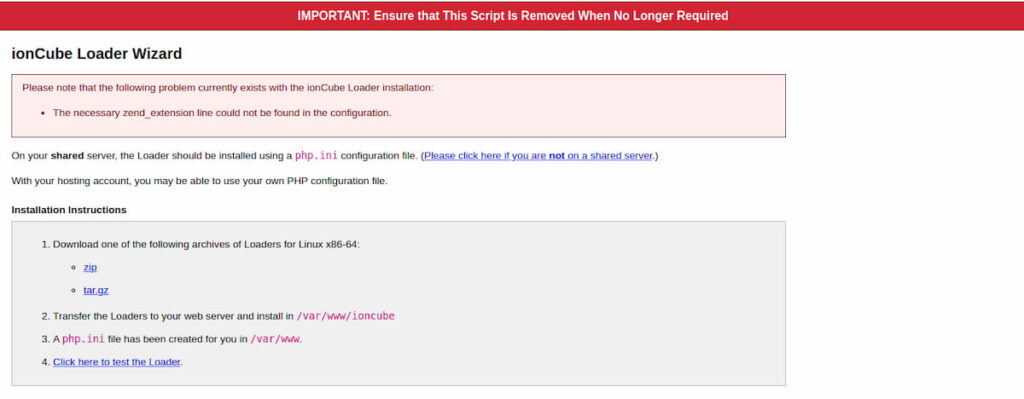 IMPORTANT: Ensure that This Script Is Removed When No Longer Required
ionCube Loader Wizard
Please note that the following problem currently exists with the ionCube Loader installation:
• The necessary zend_extension line could not be found in the configuration.
On your shared server, the Loader should be installed using a php.ini configuration file. (Please click here if you are not on a shared server.)
With your hosting account, you may be able to use your own PHP configuration file.
Installation Instructions
1. Download one of the following archives of Loaders for Linux x86-64:
zip
tar.gz
2. Transfer the Loaders to your web server and install in /var/www/ioncube
3. A php.ini file has been created for you in /var/www.
4. Click here to test the Loader.